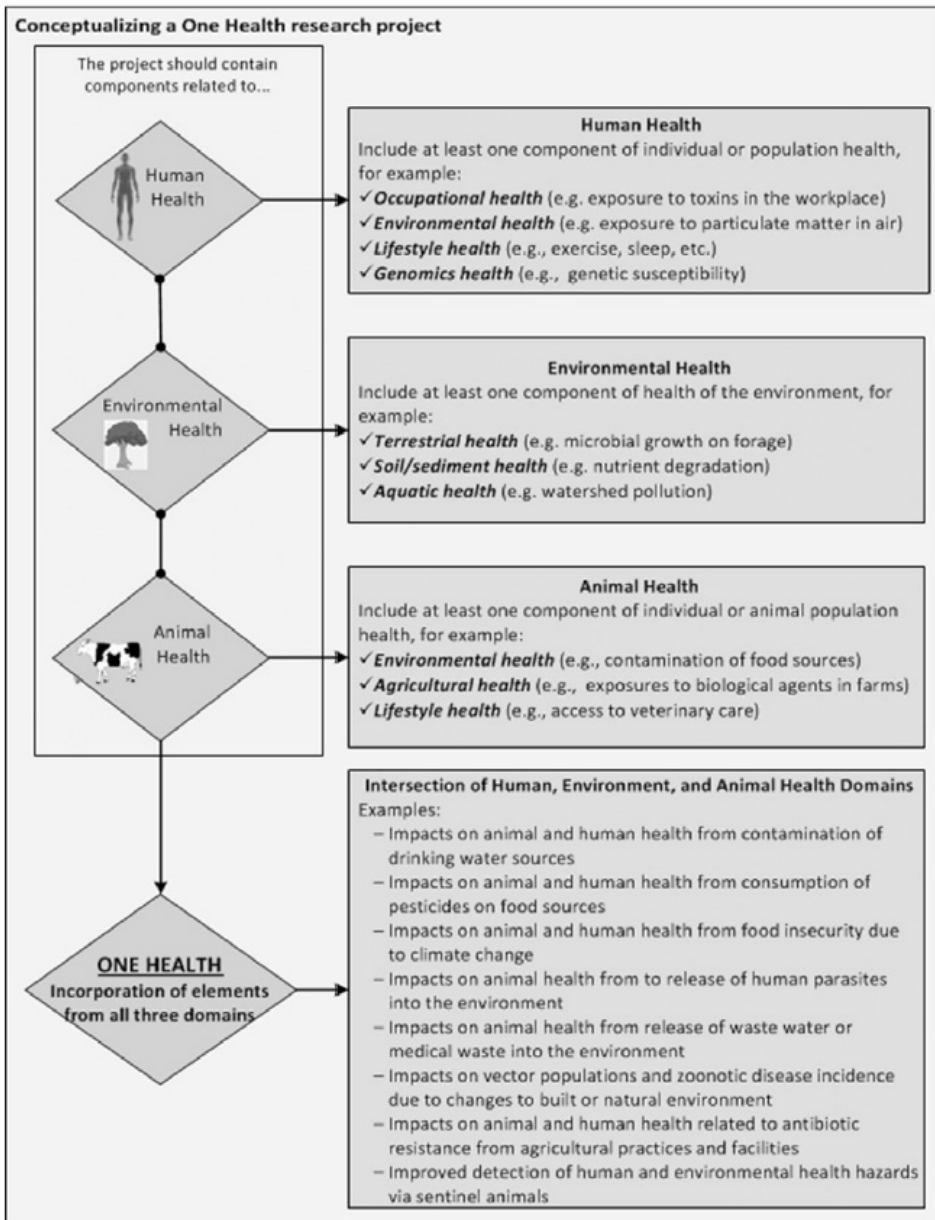 Conceptualizing a One Health research project
The project should contain
components related to...
Human
Health
Human Health
Include at least one component of individual or population health,
for example:
✓Occupational health (e.g. exposure to toxins in the workplace)
✓Environmental health (e.g. exposure to particulate matter in air)
✓Lifestyle health (e.g., exercise, sleep, etc.)
✓Genomics health (e.g., genetic susceptibility)
Environmental
Health
Environmental Health
Include at least one component of health of the environment, for
example:
✓Terrestrial health (e.g. microbial growth on forage)
✓Soil/sediment health (e.g. nutrient degradation)
✓Aquatic health (e.g. watershed pollution)
Animal
Health
Animal Health
Include at least one component of individual or animal population
health, for example:
✓Environmental health (e.g., contamination of food sources)
✓Agricultural health (e.g., exposures to biological agents in farms)
✓Lifestyle health (e.g., access to veterinary care)
ONE HEALTH
Incorporation of elements
from all three domains
Intersection of Human, Environment, and Animal Health Domains
Examples:
– Impacts on animal and human health from contamination of
drinking water sources
– Impacts on animal and human health from consumption of
pesticides on food sources
– Impacts on animal and human health from food insecurity due
to climate change
– Impacts on animal health from to release of human parasites
into the environment
– Impacts on animal health from release of waste water or
medical waste into the environment
– Impacts on vector populations and zoonotic disease incidence
due to changes to built or natural environment
– Impacts on animal and human health related to antibiotic
resistance from agricultural practices and facilities
– Improved detection of human and environmental health hazards
via sentinel animals